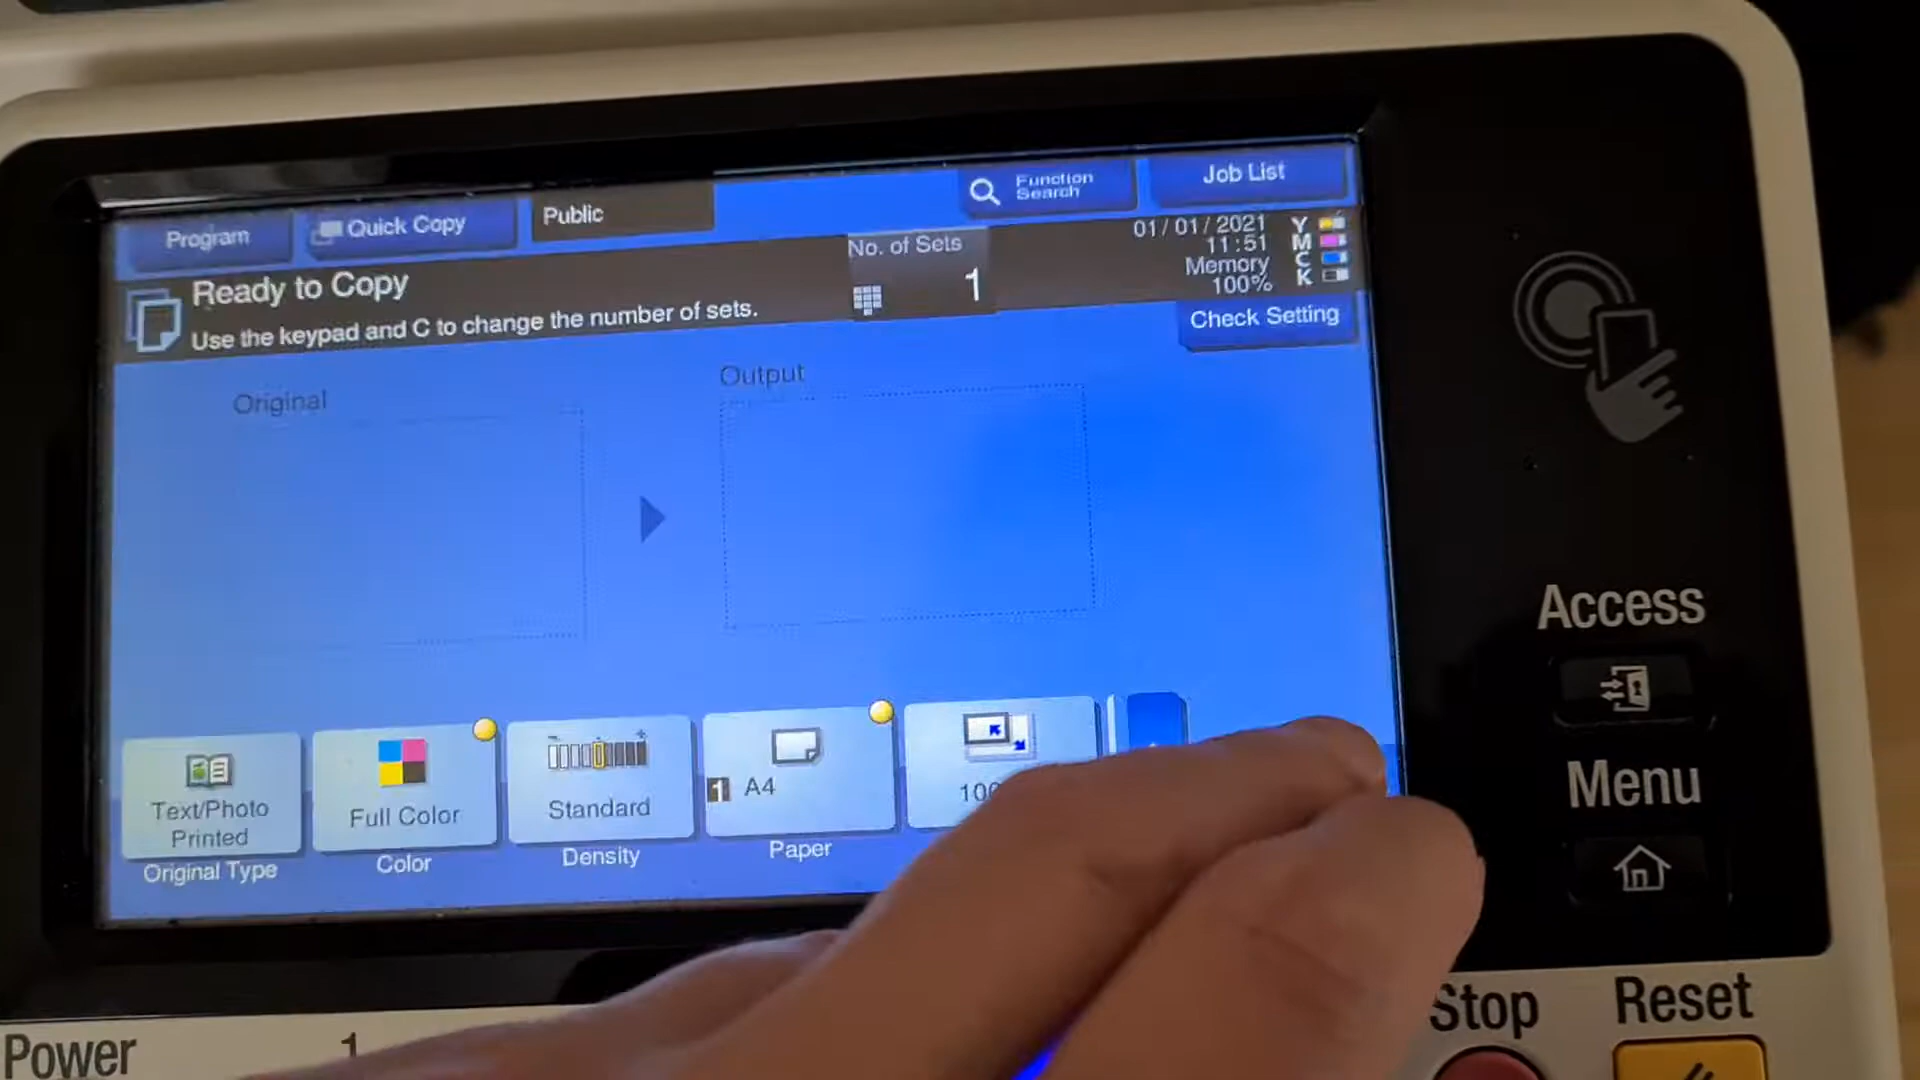 Function
Search
Job List
Program
Quick Copy
Public
No. of Sets
1
01/01/2021
11:51
Memory
100%
Y
M
C
K
Ready to Copy
Use the keypad and C to change the number of sets.
Check Setting
Original
Output
Text/Photo
Printed
Original Type
Full Color
Color
Standard
Density
1 A4
Paper
Access
Menu
Stop
Reset
Power
1